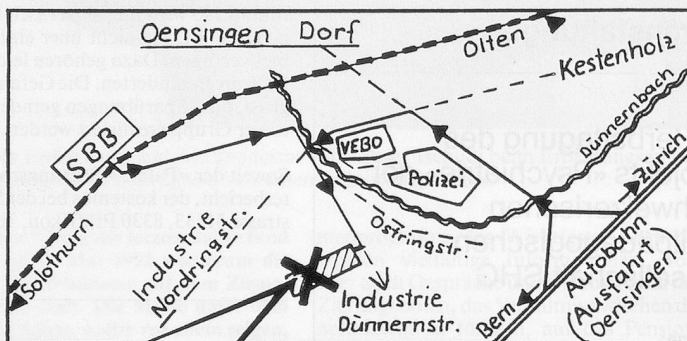 Oensingen Dorf
Olten
Kestenholz
SBB
VEBO
Polizei
Dünnernbach
Zürich
Solothurn
Industrie
Nordringstr.
Ostringstr.
Industrie
Dünnernstr.
Bern
Autobahn
(Ausfahrt
Oensingen)